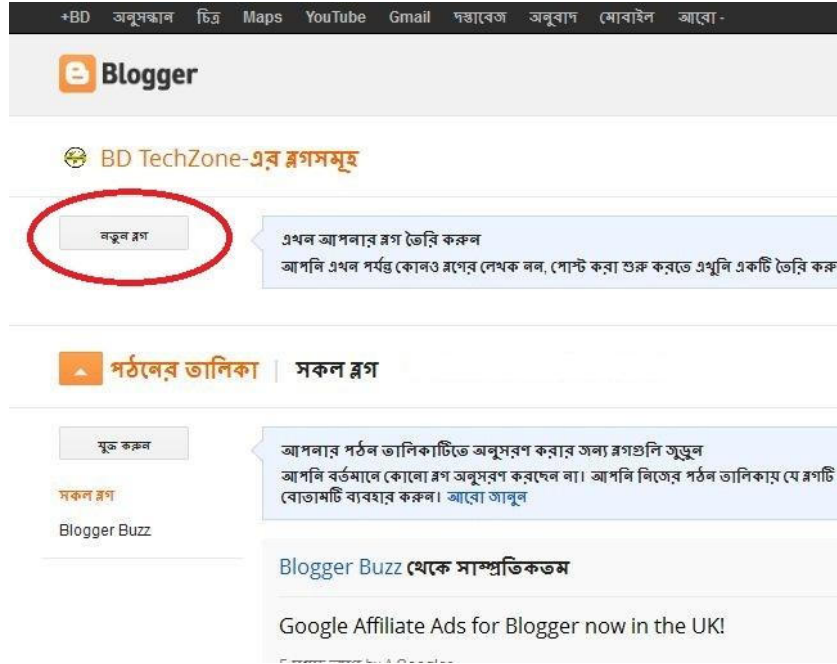 +BD অনুসন্ধান চিত্র Maps YouTube Gmail দস্তাবেজ অনুবাদ মোবাইল আরো -
Blogger
BD TechZone-এর ব্লগসমূহ
নতুন ব্লগ
এখন আপনার ব্লগ তৈরি করুন
আপনি এখন পর্যন্ত কোনও ব্লগের লেখক নন, পোস্ট করা শুরু করতে এখুনি একটি তৈরি কর
পঠনের তালিকা | সকল ব্লগ
যুক্ত করুন
আপনার পঠন তালিকাটিতে অনুসরণ করার জন্য ব্লগগুলি জুড়ুন
আপনি বর্তমানে কোনো ব্লগ অনুসরণ করছেন না। আপনি নিজের পঠন তালিকায় যে ব্লগটি
বোতামটি ব্যবহার করুন। আরো জানুন
সকল ব্লগ
Blogger Buzz
Blogger Buzz থেকে সাম্প্রতিকতম
Google Affiliate Ads for Blogger now in the UK!